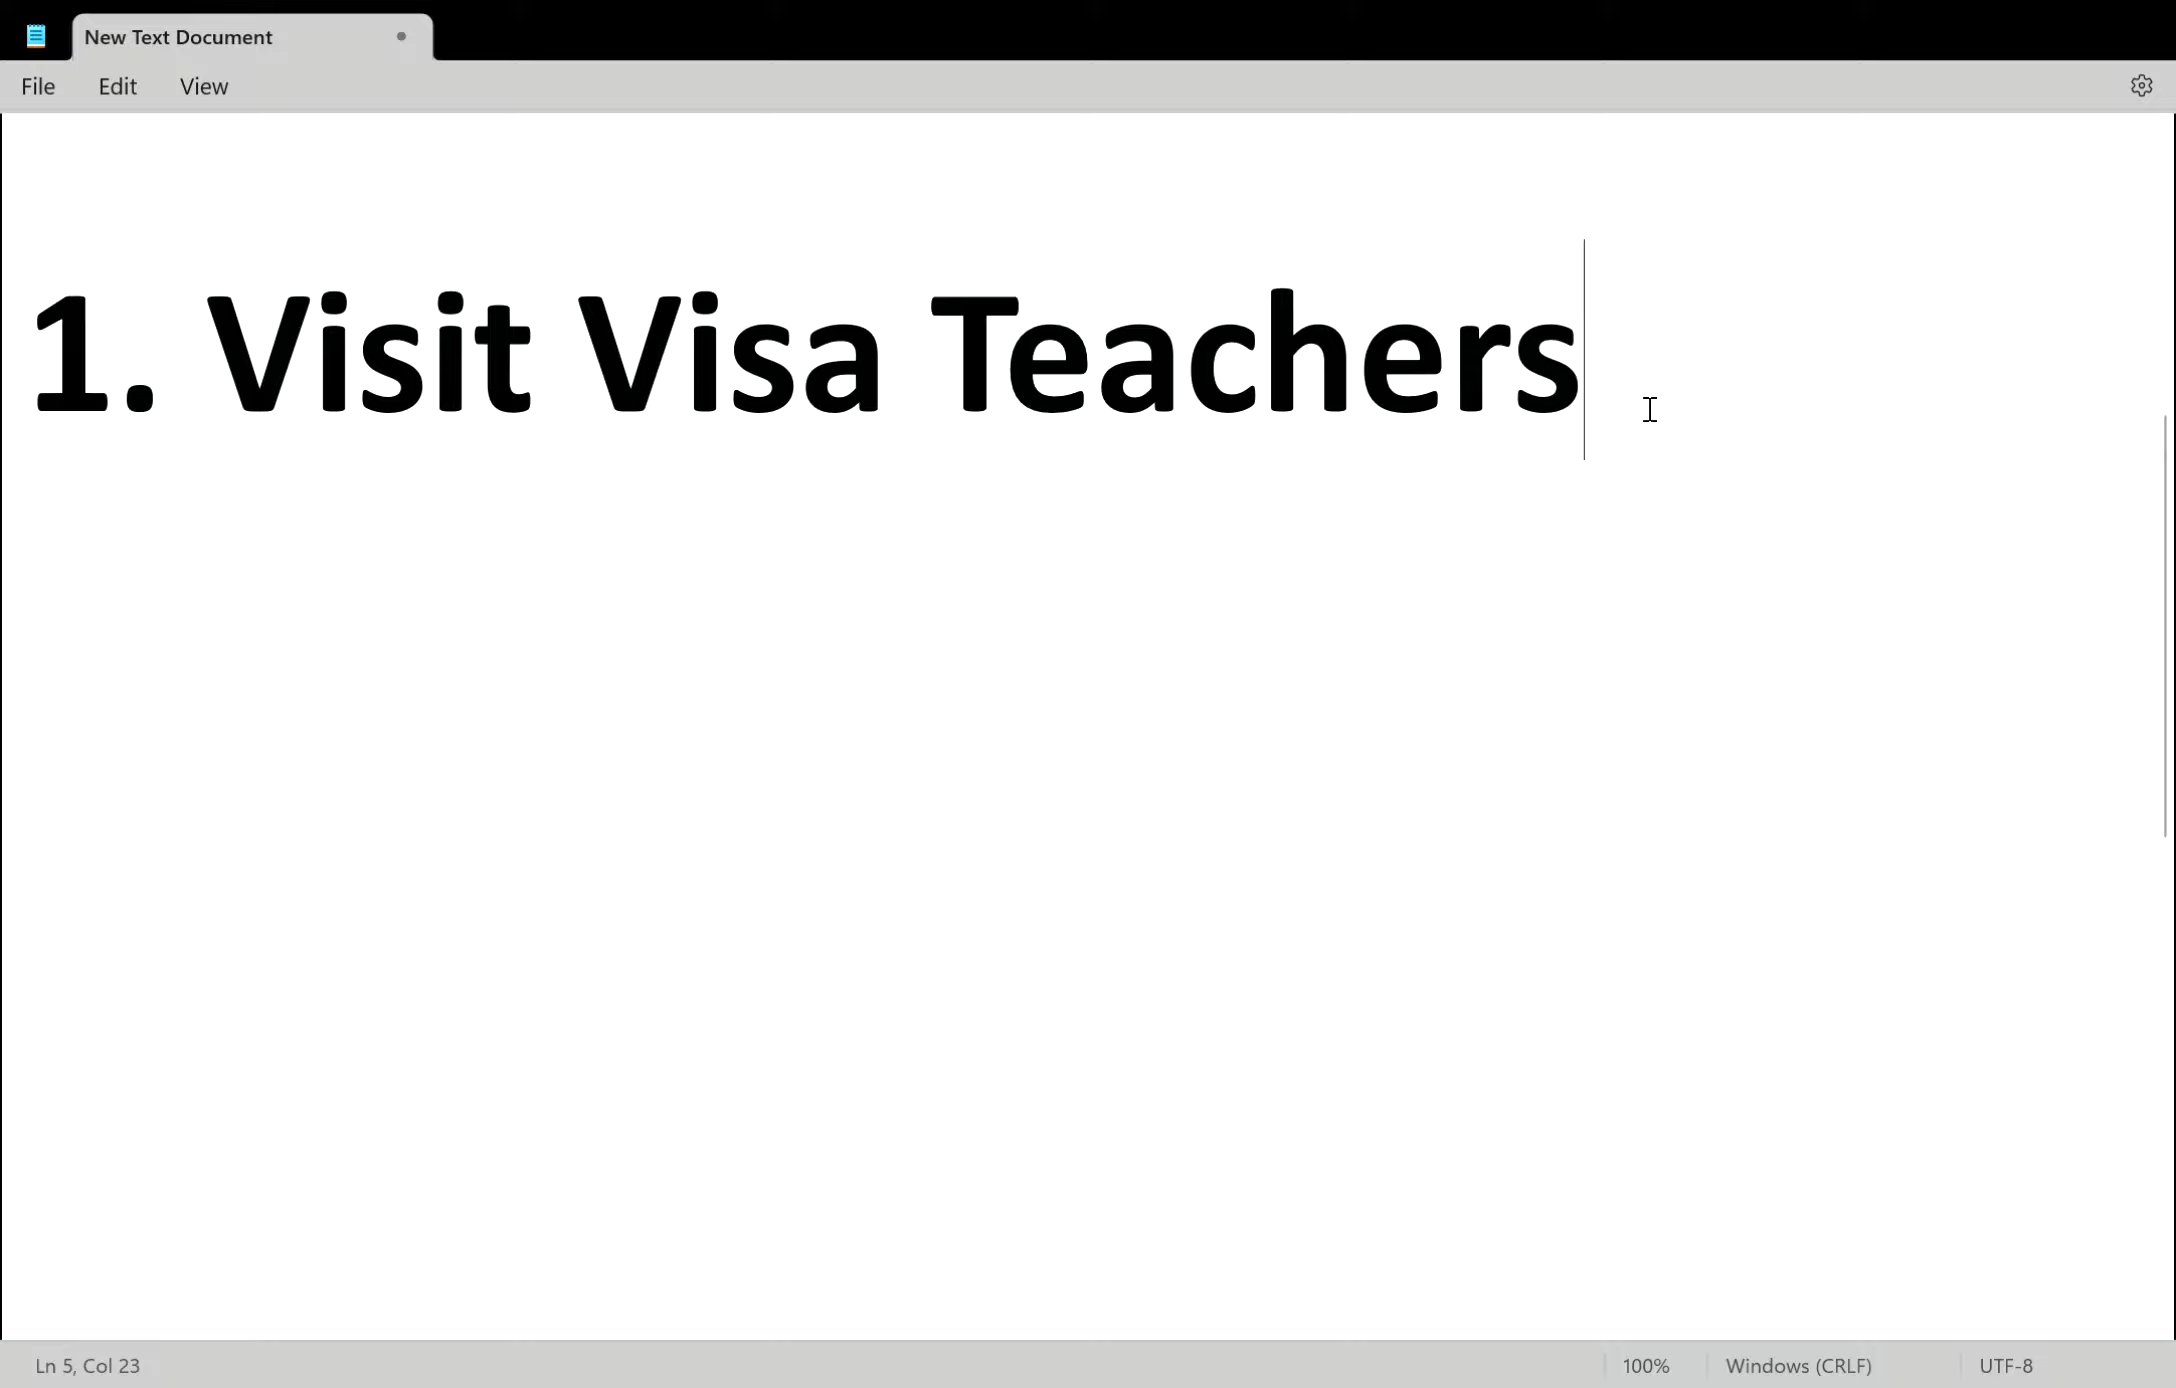 New Text Document
File Edit View
1. Visit Visa Teachers
Ln 5, Col 23 100% Windows (CRLF) UTF-8